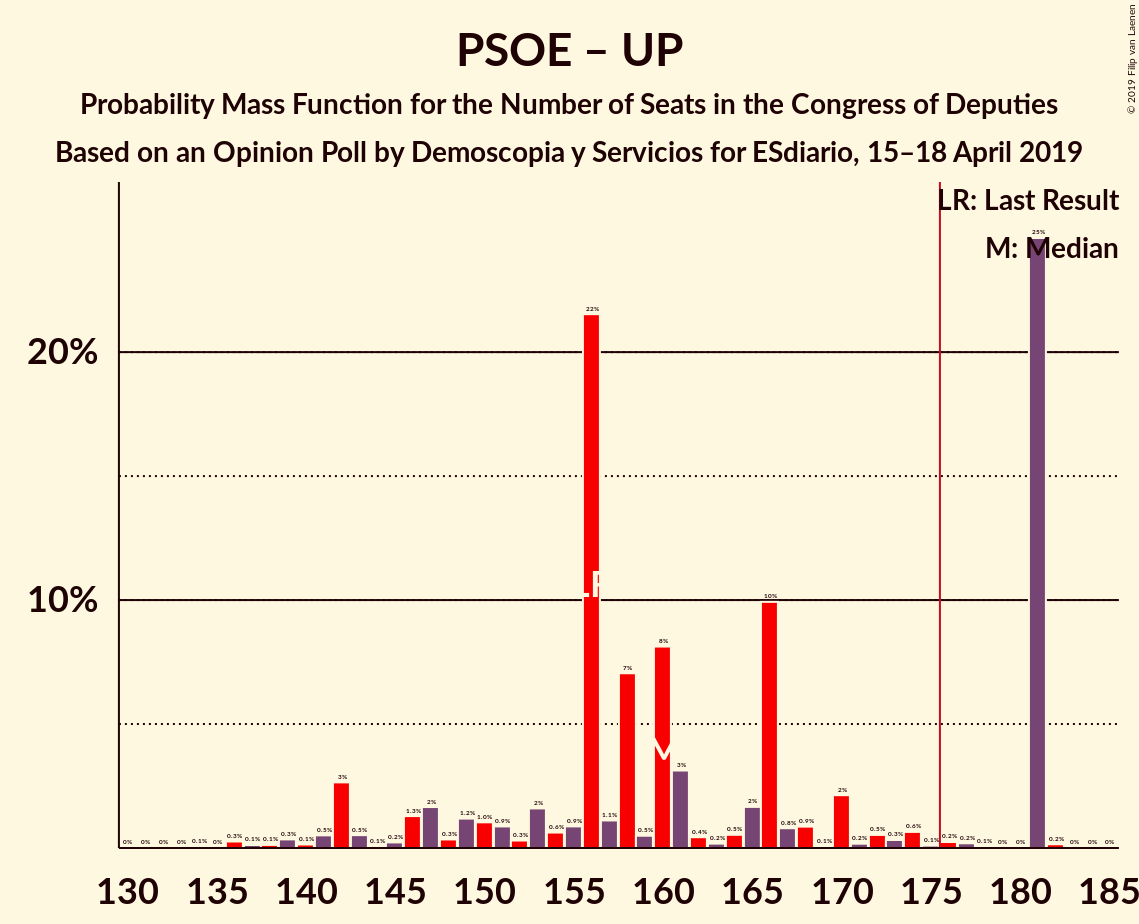 PSOE – UP
Probability Mass Function for the Number of Seats in the Congress of Deputies
Based on an Opinion Poll by Demoscopia y Servicios for ESdiario, 15–18 April 2019
© 2019 Filip van Laenen
LR: Last Result
M: Median
20%
10%
0% 0% 0% 0% 0.1% 0% 0.3% 0.1% 0.1% 0.3% 0.1% 0.5% 3% 0.5% 0.1% 0.2% 1.3% 2% 0.3% 1.2% 1.0% 0.9% 0.3% 2% 0.6% 0.9% 22% 1.1% 7% 0.5% 8% 3% 0.4% 0.2% 0.5% 2% 10% 0.8% 0.9% 0.1% 2% 0.2% 0.5% 0.3% 0.6% 0.1% 0.2% 0.2% 0.1% 0% 0% 25% 0.2% 0% 0% 0%
LR
M
130 135 140 145 150 155 160 165 170 175 180 185